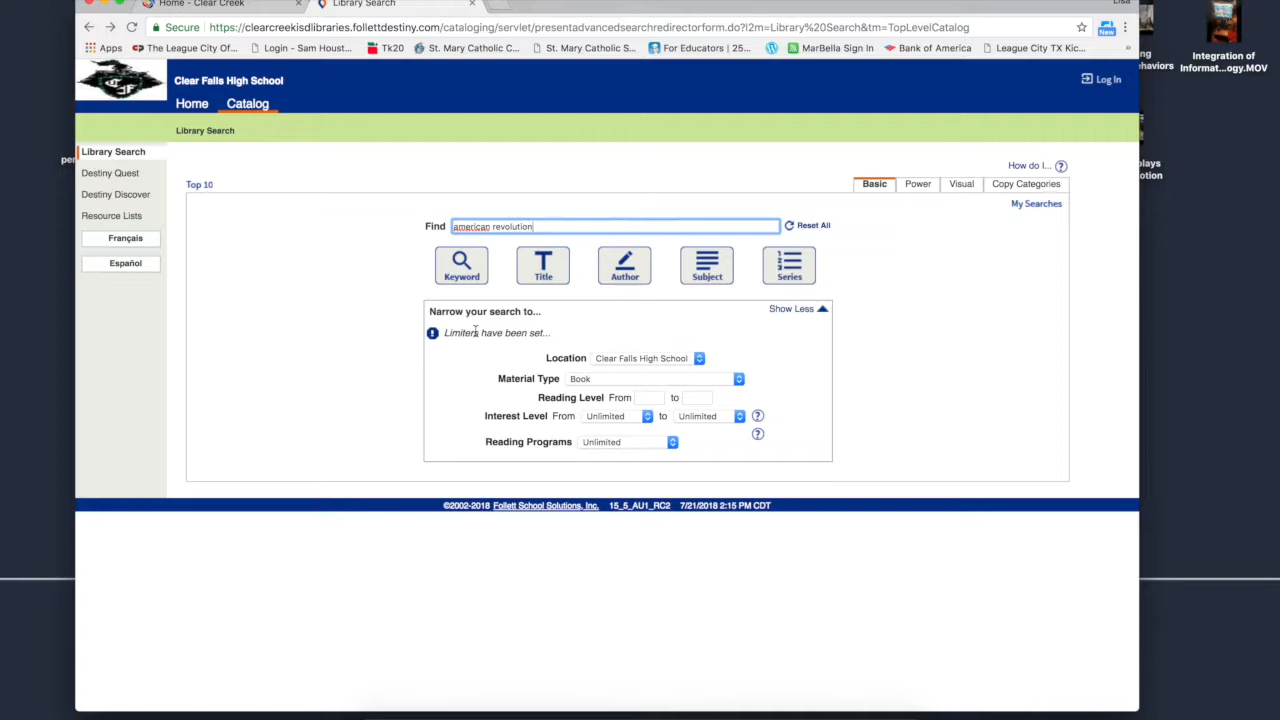 Home - Clear Creek
Library Search
Lisa
Secure https://clearcreekisdlibraries.follettdestiny.com/cataloging/servlet/presentadvancedsearchredirectorform.do?l2m=Library%20Search&tm=TopLevelCatalog
New
Apps The League City Of... Login - Sam Houst... Tk20 St. Mary Catholic C... St. Mary Catholic S... For Educators | 25... MarBella Sign In Bank of America League City TX Kic... »
Integration of
Informat...ogy.MOV
Clear Falls High School
Log In
Home Catalog
Library Search
Library Search
Destiny Quest
Destiny Discover
Resource Lists
Français
Español
How do I... ?
Top 10
Basic Power Visual Copy Categories
My Searches
Find american revolution Reset All
Keyword Title Author Subject Series
Narrow your search to... Show Less
Limiters have been set...
Location Clear Falls High School
Material Type Book
Reading Level From to
Interest Level From Unlimited to Unlimited ?
?
Reading Programs Unlimited
©2002-2018 Follett School Solutions, Inc. 15_5_AU1_RC2 7/21/2018 2:15 PM CDT